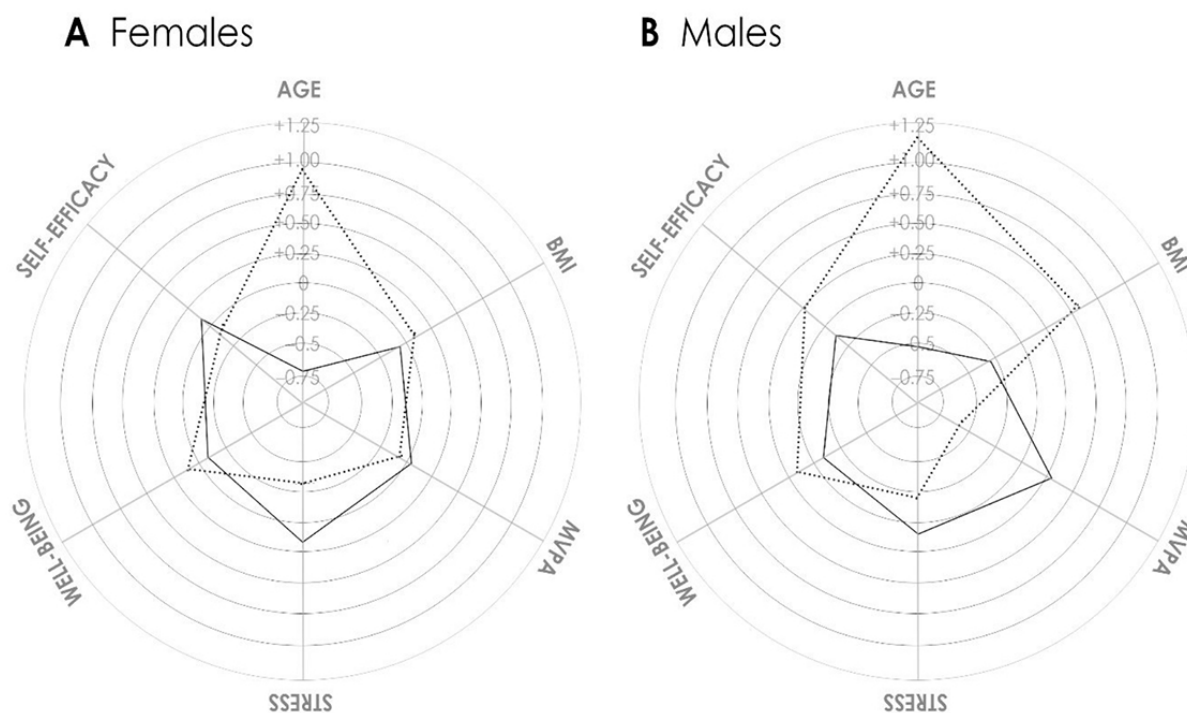 A Females
AGE
+1.25
+1.00
+0.75
+0.50
+0.25
0
−0.25
−0.5
−0.75
SELF-EFFICACY
BMI
WELL-BEING
MVPA
STRESS
B Males
AGE
+1.25
+1.00
+0.75
+0.50
+0.25
0
−0.25
−0.5
−0.75
SELF-EFFICACY
BMI
WELL-BEING
MVPA
STRESS